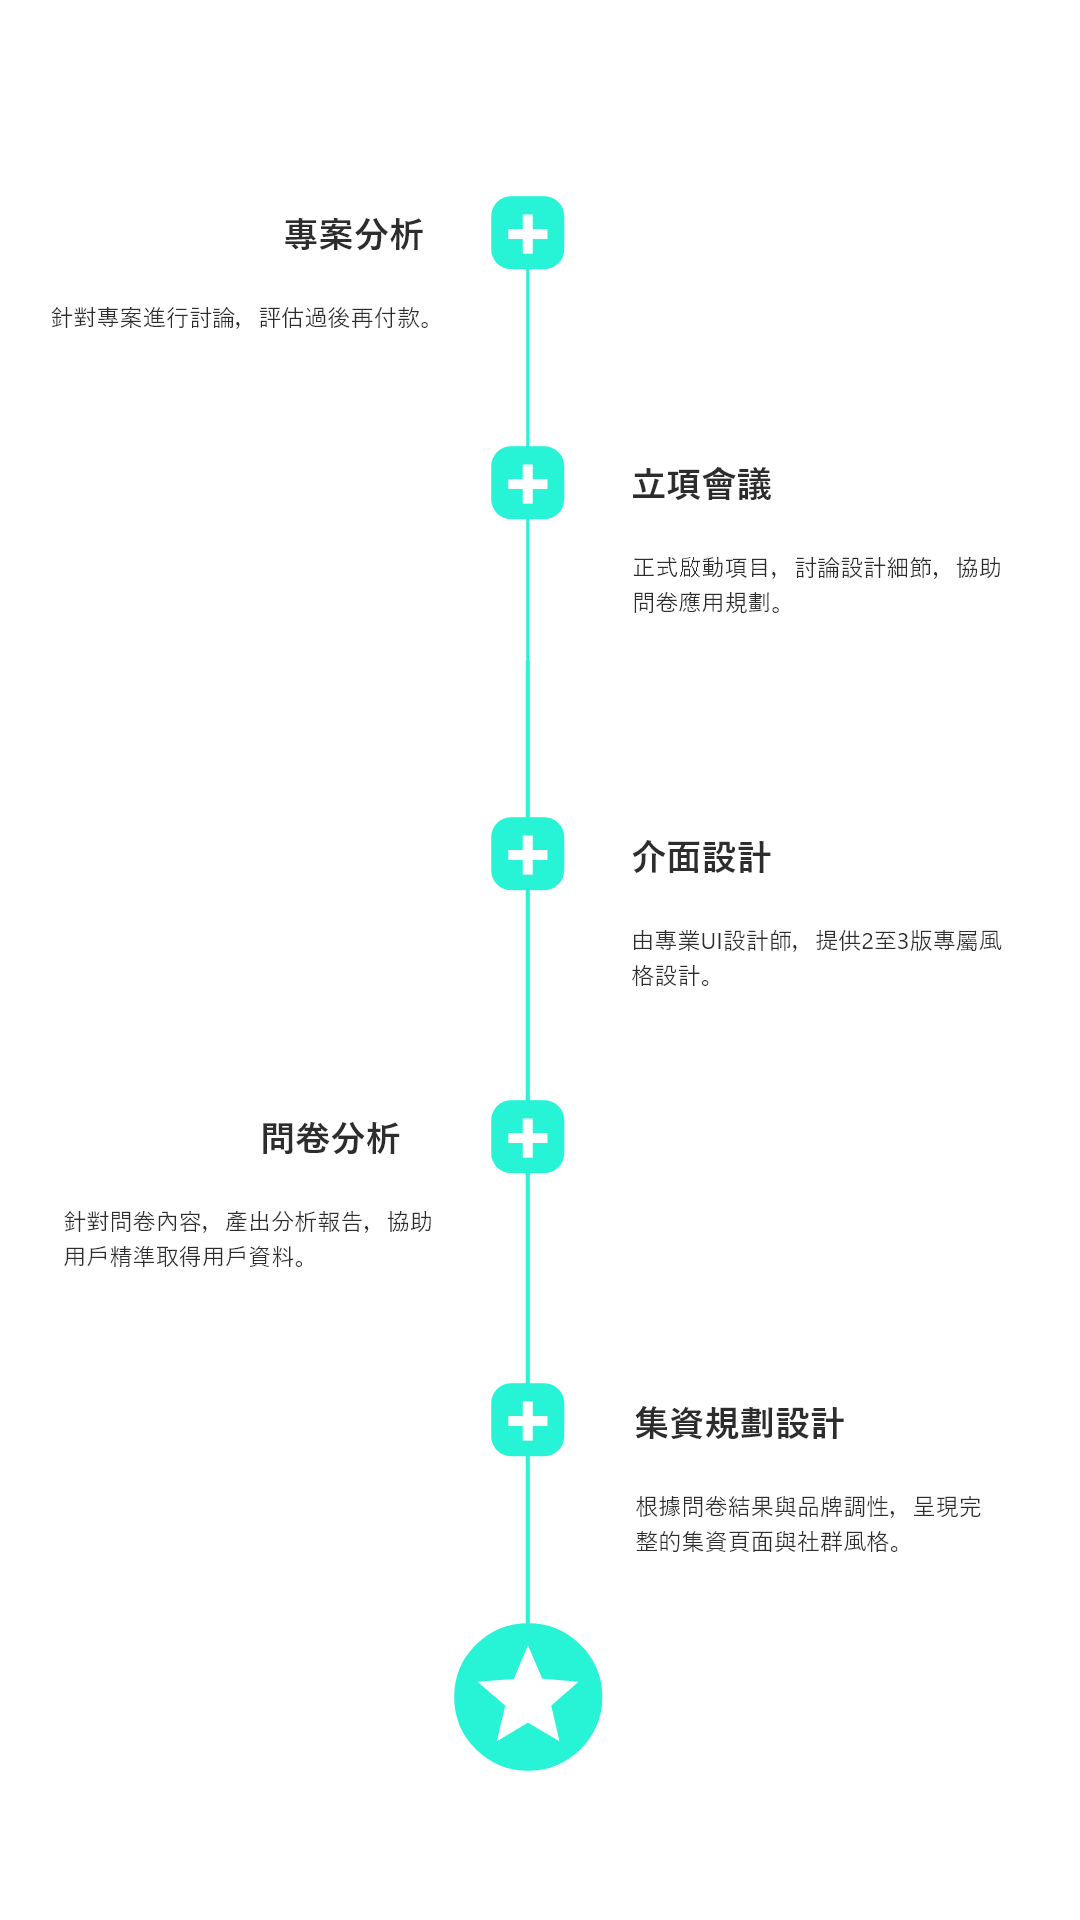 專案分析
針對專案進行討論，評估過後再付款。
立項會議
正式啟動項目，討論設計細節，協助
問卷應用規劃。
介面設計
由專業UI設計師，提供2至3版專屬風
格設計。
問卷分析
針對問卷內容，產出分析報告，協助
用戶精準取得用戶資料。
集資規劃設計
根據問卷結果與品牌調性，呈現完
整的集資頁面與社群風格。